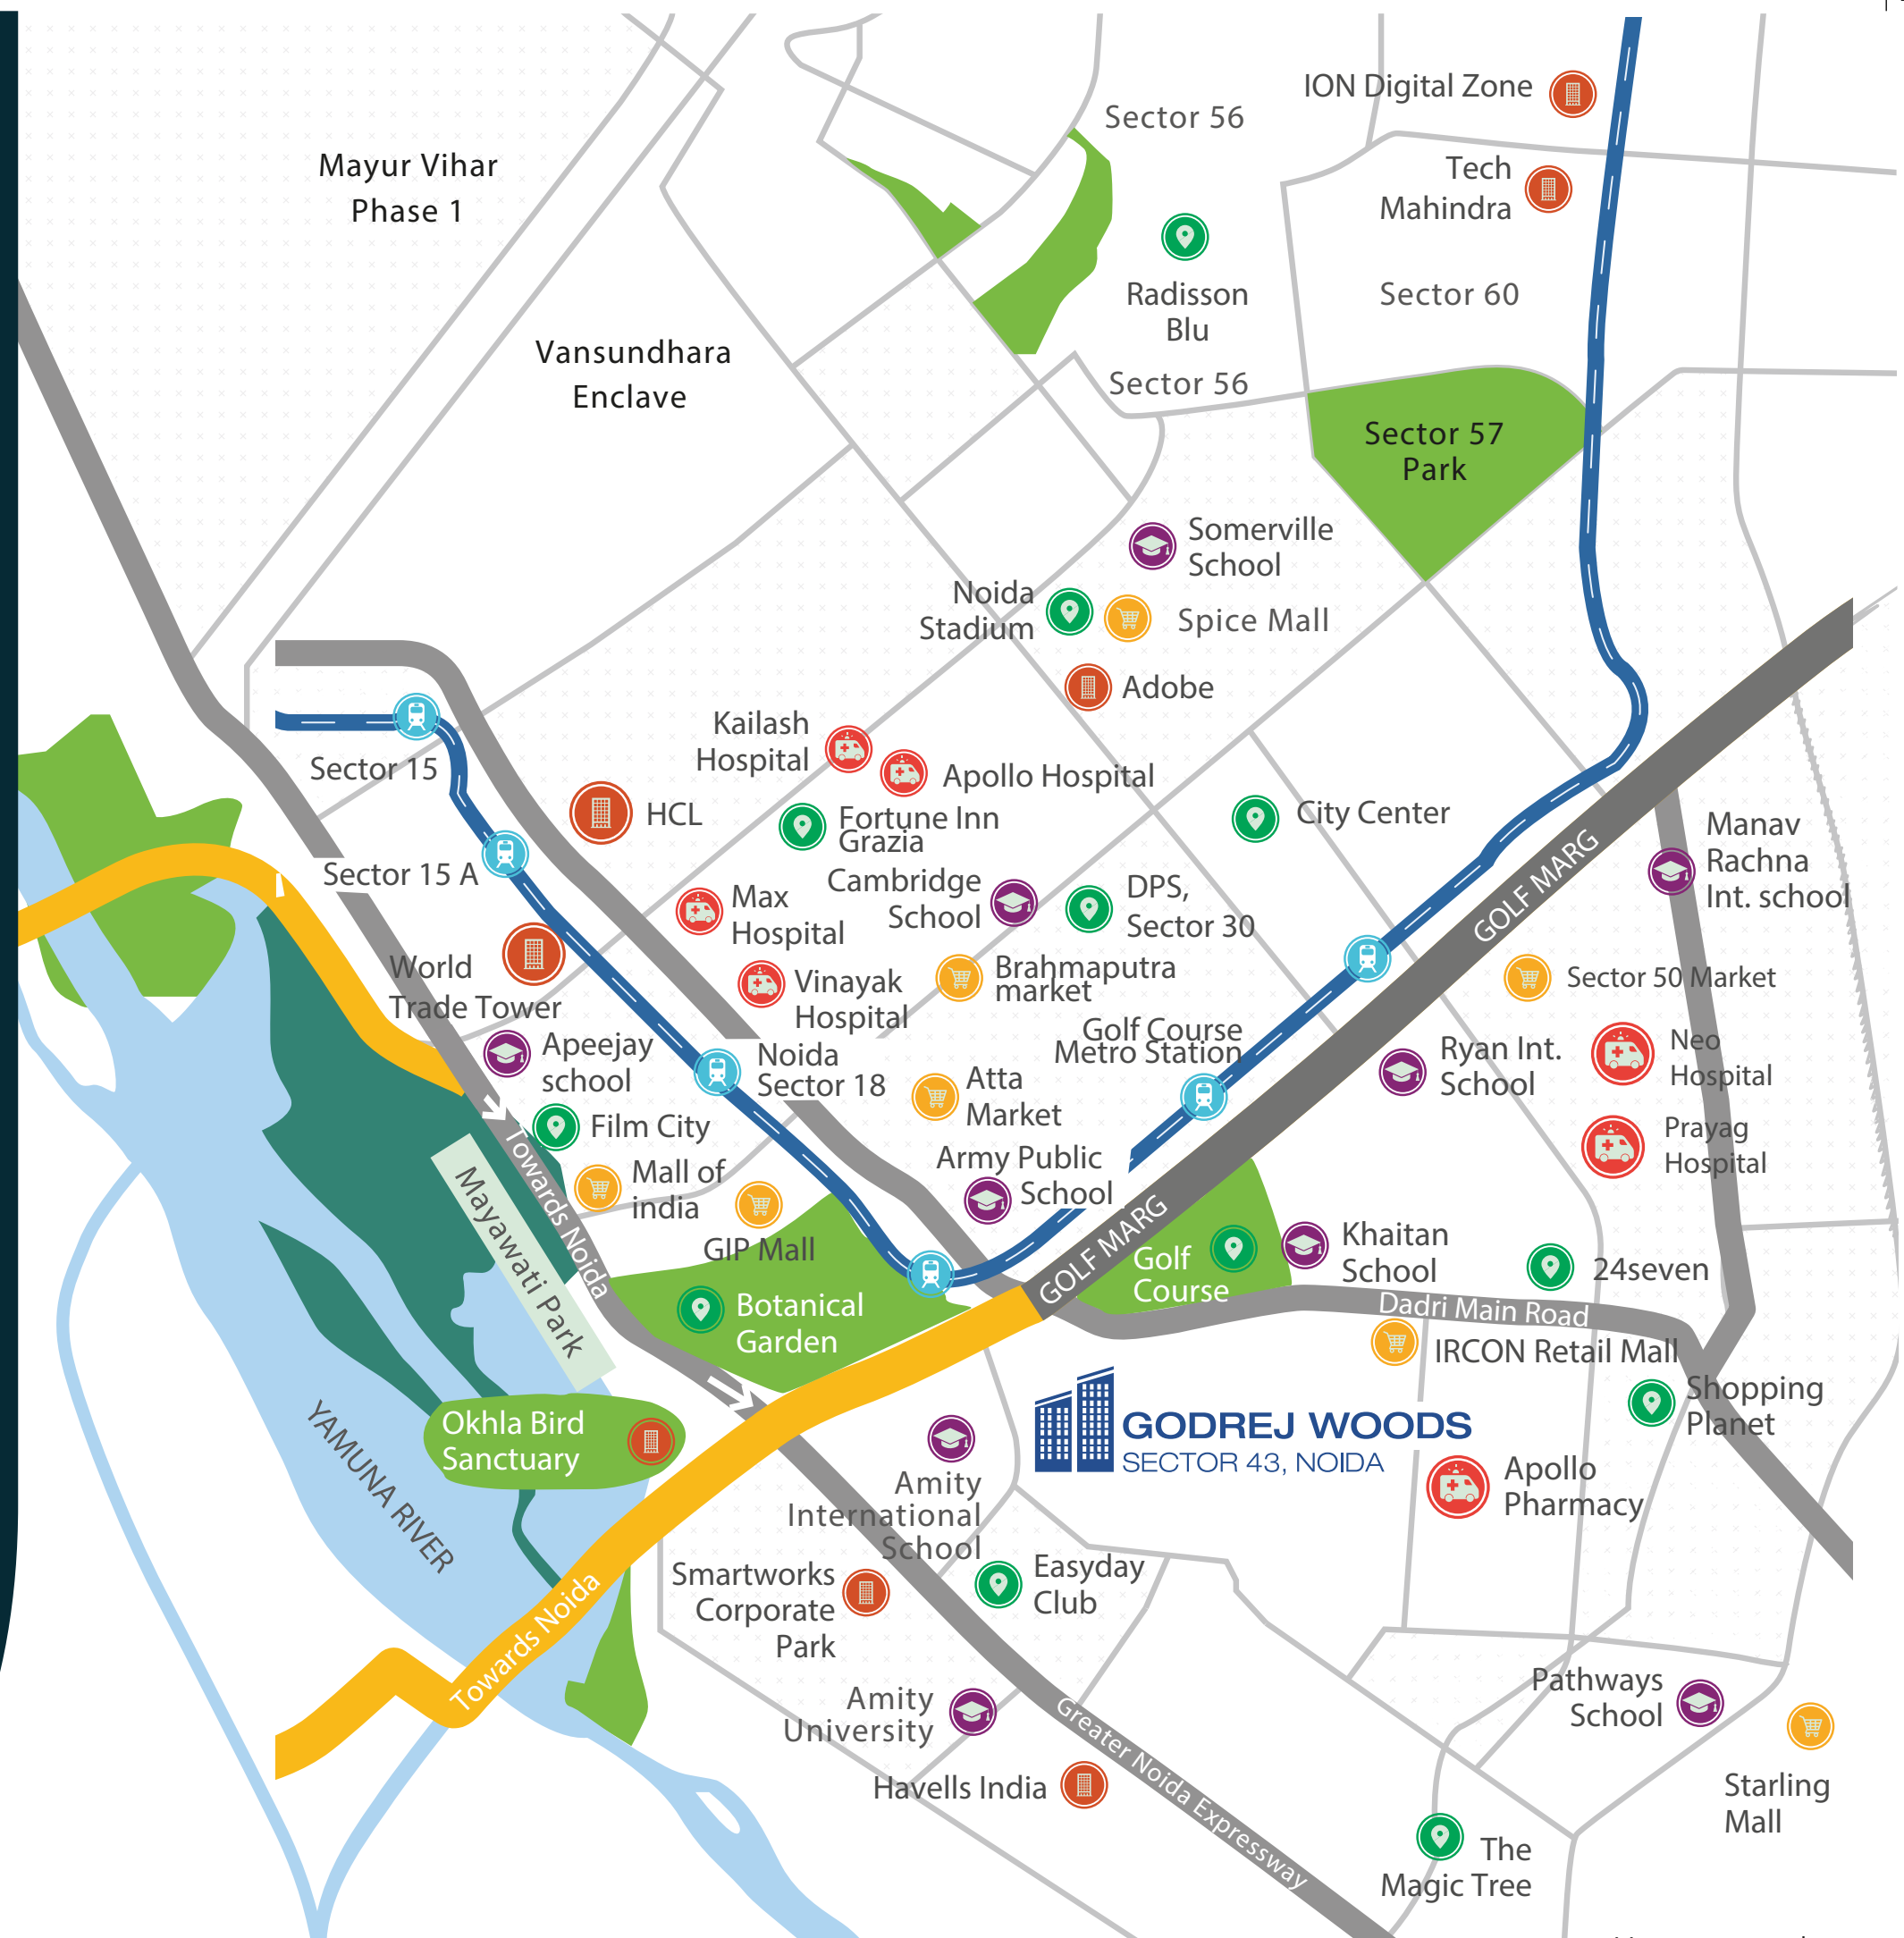 ION Digital Zone
Sector 56
Mayur Vihar
Phase 1
Tech
Mahindra
Radisson
Blu
Sector 60
Vansundhara
Enclave
Sector 56
Sector 57
Park
Somerville
School
Noida
Stadium
Spice Mall
Adobe
Kailash
Hospital
Apollo Hospital
Sector 15
HCL
Fortune Inn
Grazia
City Center
Manav
Rachna
Int. school
GOLF MARG
Sector 15 A
Max
Hospital
Cambridge
School
DPS,
Sector 30
World
Trade Tower
Vinayak
Hospital
Brahmaputra
market
Sector 50 Market
Golf Course
Metro Station
Apeejay
school
Noida
Sector 18
Atta
Market
Ryan Int.
School
Neo
Hospital
Film City
Prayag
Hospital
Towards Noida
Mall of
india
Army Public
School
Mayawati Park
GIP Mall
GOLF MARG
Golf
Course
Khaitan
School
24seven
Botanical
Garden
Dadri Main Road
IRCON Retail Mall
Shopping
Planet
Okhla Bird
Sanctuary
GODREJ WOODS
SECTOR 43, NOIDA
YAMUNA RIVER
Amity
International
School
Apollo
Pharmacy
Smartworks
Corporate
Park
Easyday
Club
Towards Noida
Amity
University
Pathways
School
Greater Noida Expressway
Havells India
Starling
Mall
The
Magic Tree